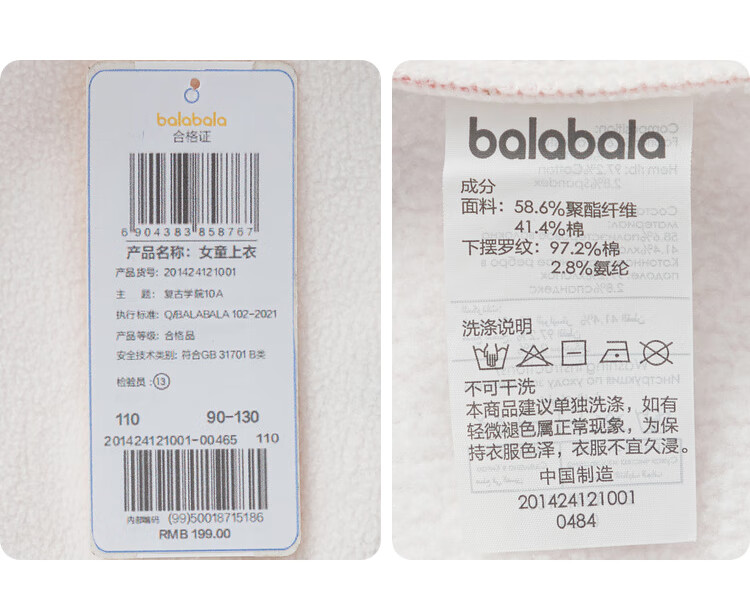 balabala
合格证
6 904383 858767
产品名称: 女童上衣
产品货号: 201424121001
主 题: 复古学院10A
执行标准: Q/BALABALA 102-2021
产品等级: 合格品
安全技术类别: 符合GB 31701 B类
检验员: 13
110 90-130
201424121001-00465 110
内部编码 (99)50018715186
RMB 199.00
balabala
成分
面料: 58.6%聚酯纤维
41.4%棉
下摆罗纹: 97.2%棉
2.8%氨纶
洗涤说明
不可干洗
本商品建议单独洗涤，如有
轻微褪色属正常现象，为保
持衣服色泽，衣服不宜久浸。
中国制造
201424121001
0484